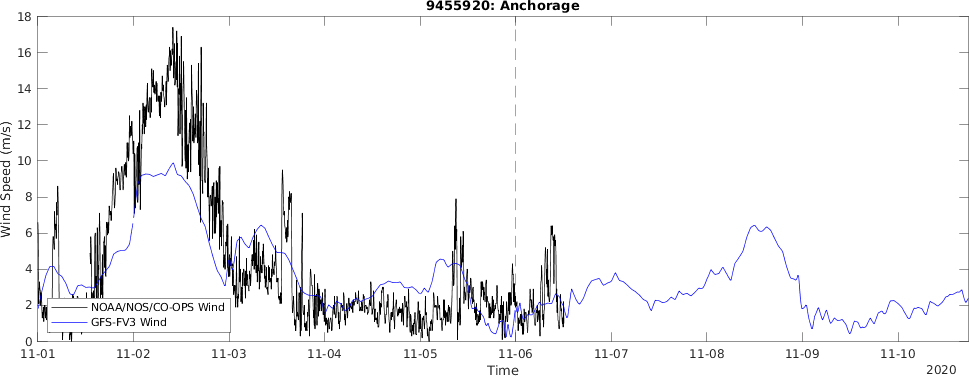 9455920: Anchorage
Wind Speed (m/s)
18
16
14
12
10
8
6
4
2
0
NOAA/NOS/CO-OPS Wind
GFS-FV3 Wind
11-01 11-02 11-03 11-04 11-05 11-06 11-07 11-08 11-09 11-10
Time
2020